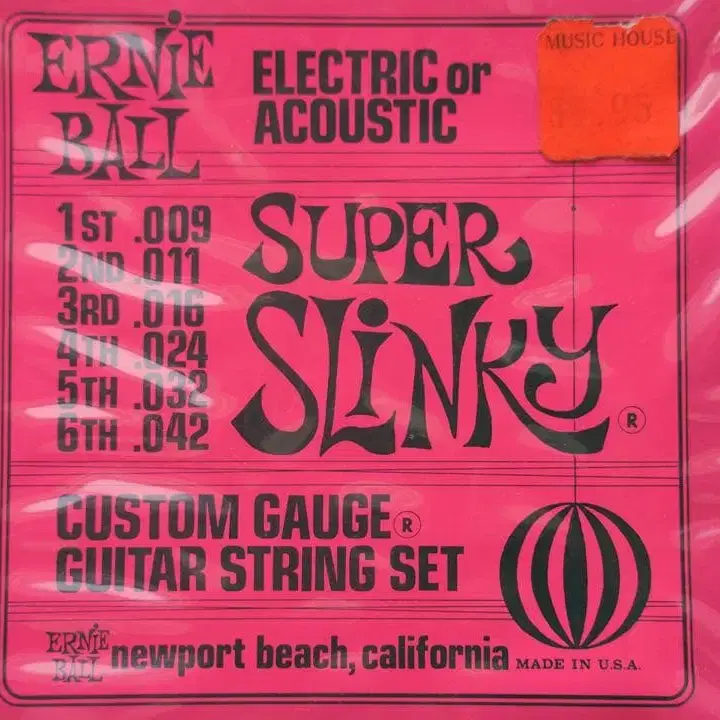 ERNIE
BALL
ELECTRIC or
ACOUSTIC
MUSIC HOUSE
1ST .009
2ND .011
3RD .016
4TH .024
5TH .032
6TH .042
SUPER
SLINKY ®
CUSTOM GAUGE ®
GUITAR STRING SET
ERNIE
BALL
newport beach, california
MADE IN U.S.A.